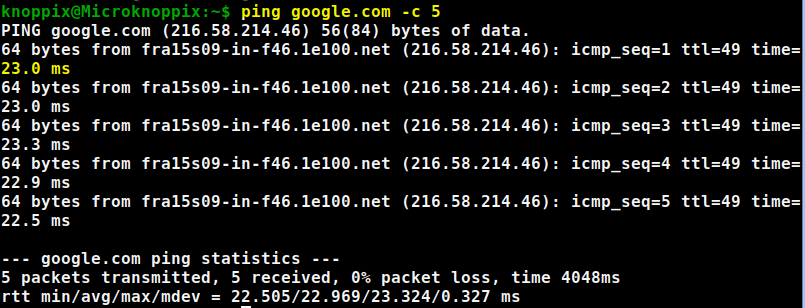 knoppix@Microknoppix:~$ ping google.com -c 5
PING google.com (216.58.214.46) 56(84) bytes of data.
64 bytes from fra15s09-in-f46.1e100.net (216.58.214.46): icmp_seq=1 ttl=49 time=
23.0 ms
64 bytes from fra15s09-in-f46.1e100.net (216.58.214.46): icmp_seq=2 ttl=49 time=
23.0 ms
64 bytes from fra15s09-in-f46.1e100.net (216.58.214.46): icmp_seq=3 ttl=49 time=
23.3 ms
64 bytes from fra15s09-in-f46.1e100.net (216.58.214.46): icmp_seq=4 ttl=49 time=
22.9 ms
64 bytes from fra15s09-in-f46.1e100.net (216.58.214.46): icmp_seq=5 ttl=49 time=
22.5 ms
--- google.com ping statistics ---
5 packets transmitted, 5 received, 0% packet loss, time 4048ms
rtt min/avg/max/mdev = 22.505/22.969/23.324/0.327 ms